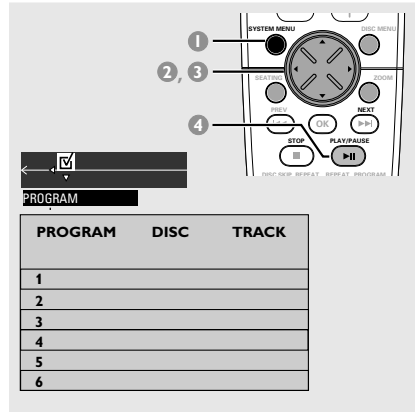 SYSTEM MENU DISC MENU
1
2, 3
SEATING ZOOM
PREV NEXT
4 OK
STOP PLAY/PAUSE
DISC SKIP REPEAT REPEAT PROGRAM
PROGRAM
PROGRAM DISC TRACK
1
2
3
4
5
6